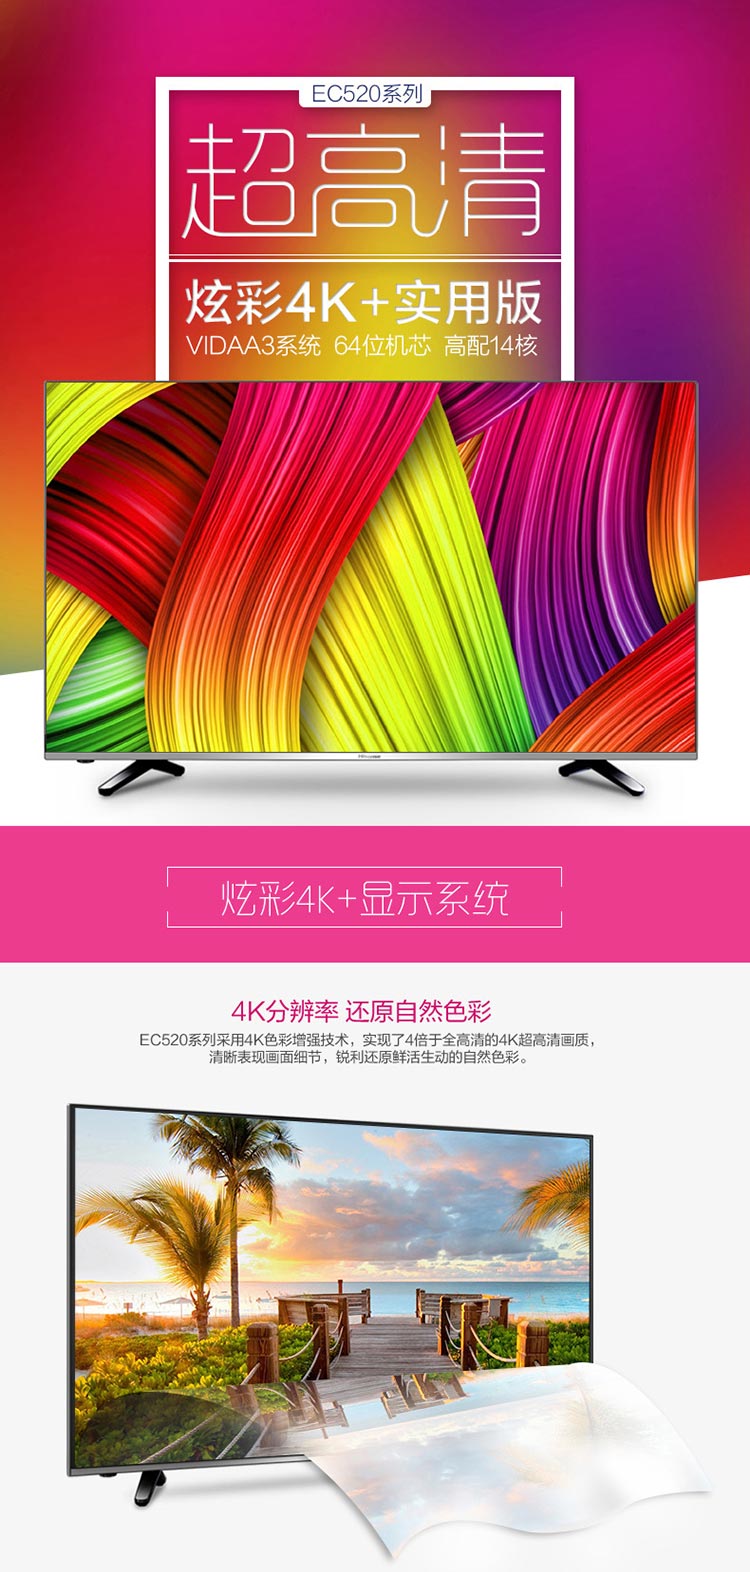 EC520系列
超高清
炫彩4K+实用版
VIDAA3系统 64位机芯 高配14核
Hisense
炫彩4K+显示系统
4K分辨率 还原自然色彩
EC520系列采用4K色彩增强技术，实现了4倍于全高清的4K超高清画质，
清晰表现画面细节，锐利还原鲜活生动的自然色彩。